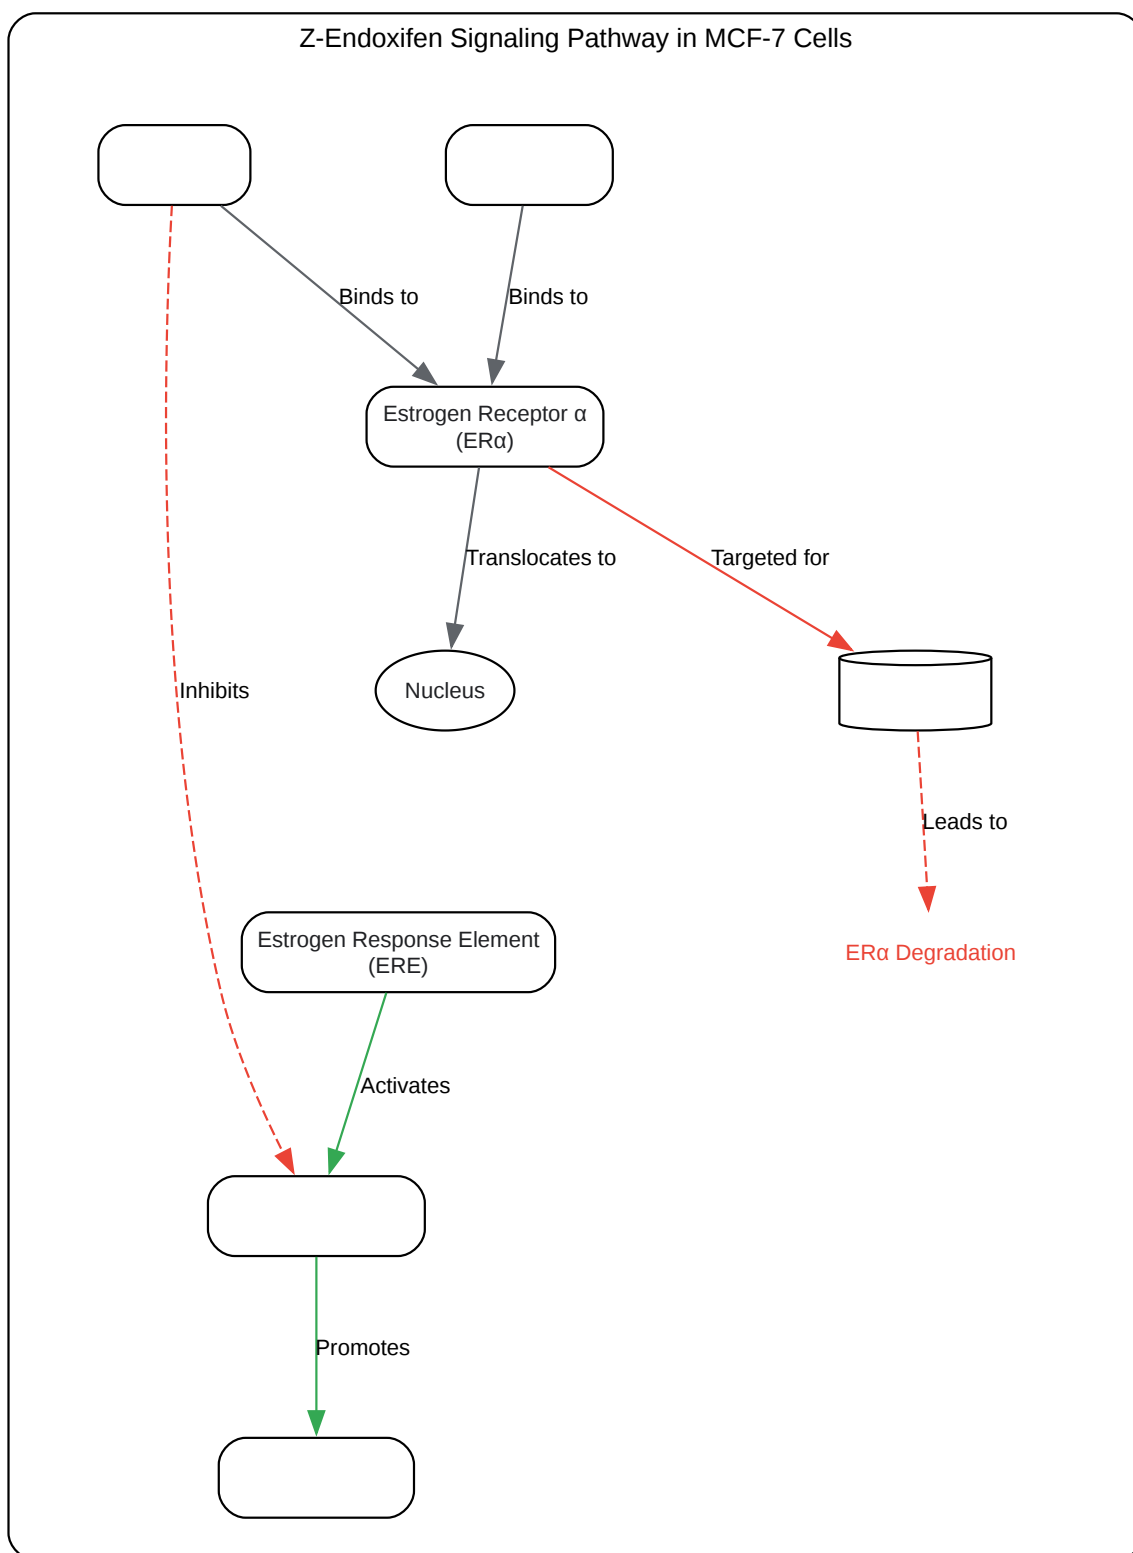 Z-Endoxifen Signaling Pathway in MCF-7 Cells
Binds to
Binds to
Estrogen Receptor α
(ERα)
Translocates to
Targeted for
Inhibits
Nucleus
Leads to
Estrogen Response Element
(ERE)
ERα Degradation
Activates
Promotes